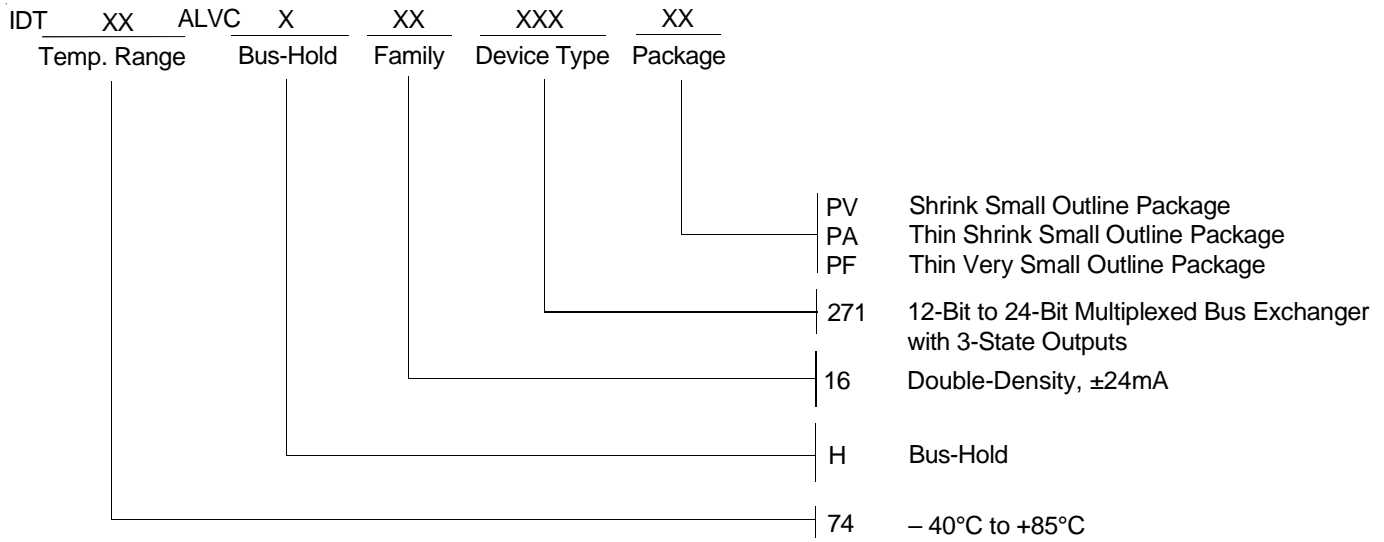 IDT XX ALVC X XX XXX XX
Temp. Range Bus-Hold Family Device Type Package
PV Shrink Small Outline Package
PA Thin Shrink Small Outline Package
PF Thin Very Small Outline Package
271 12-Bit to 24-Bit Multiplexed Bus Exchanger
with 3-State Outputs
16 Double-Density, ±24mA
H Bus-Hold
74 – 40°C to +85°C